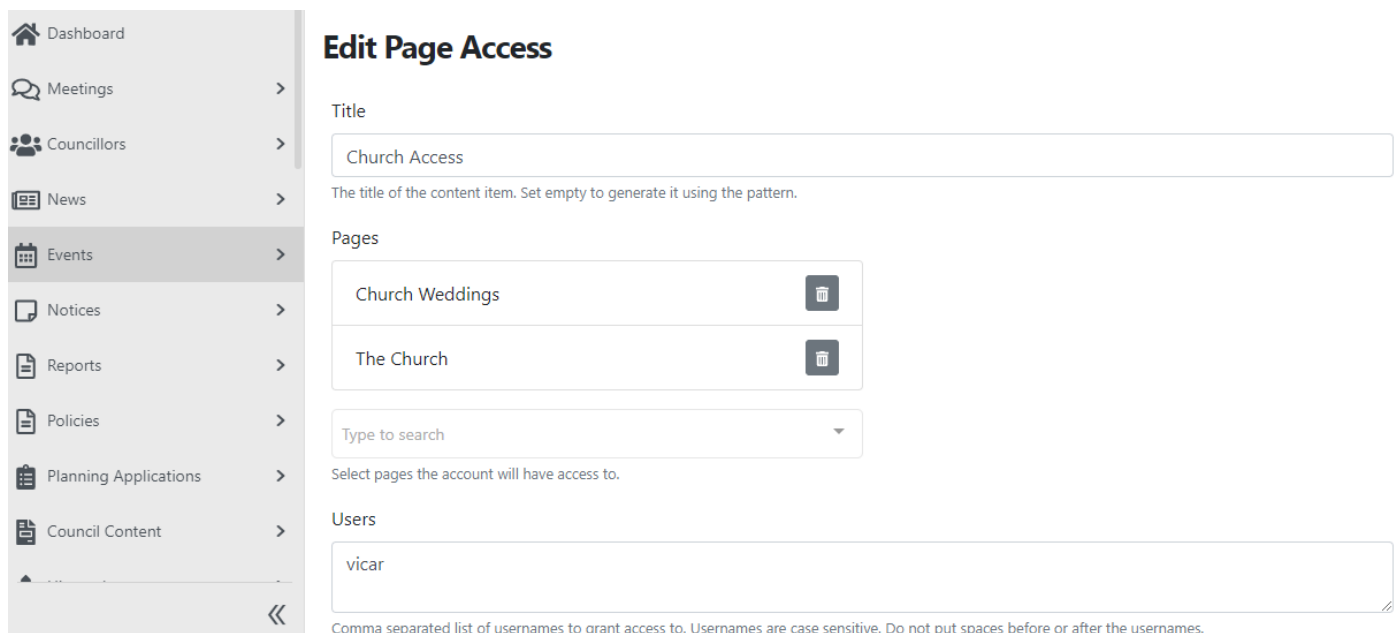 Dashboard
Meetings
Councillors
News
Events
Notices
Reports
Policies
Planning Applications
Council Content
Edit Page Access
Title
Church Access
The title of the content item. Set empty to generate it using the pattern.
Pages
Church Weddings
The Church
Type to search
Select pages the account will have access to.
Users
vicar
Comma separated list of usernames to grant access to. Usernames are case sensitive. Do not put spaces before or after the usernames.